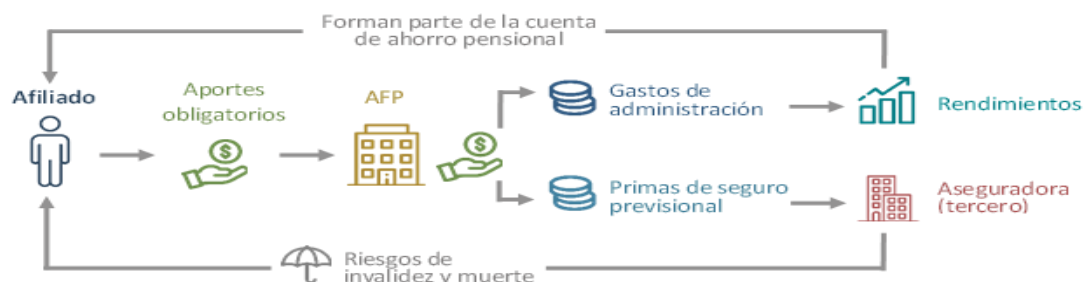 Forman parte de la cuenta
de ahorro pensional
Afiliado
Aportes
obligatorios
$
AFP
$
Gastos de
administración
Rendimientos
Primas de seguro
previsional
Aseguradora
(tercero)
Riesgos de
invalidez y muerte